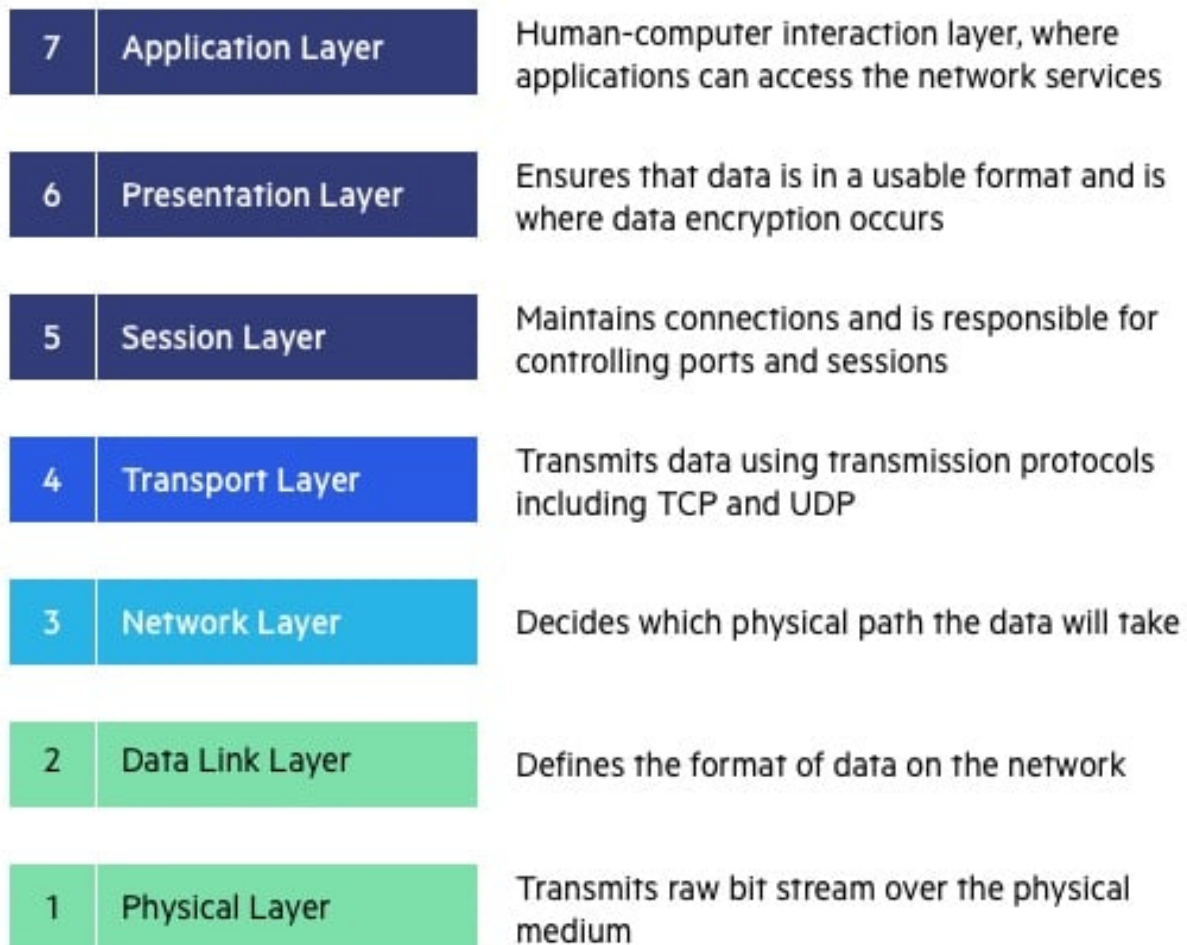 7 Application Layer
Human-computer interaction layer, where
applications can access the network services
6 Presentation Layer
Ensures that data is in a usable format and is
where data encryption occurs
5 Session Layer
Maintains connections and is responsible for
controlling ports and sessions
4 Transport Layer
Transmits data using transmission protocols
including TCP and UDP
3 Network Layer
Decides which physical path the data will take
2 Data Link Layer
Defines the format of data on the network
1 Physical Layer
Transmits raw bit stream over the physical
medium